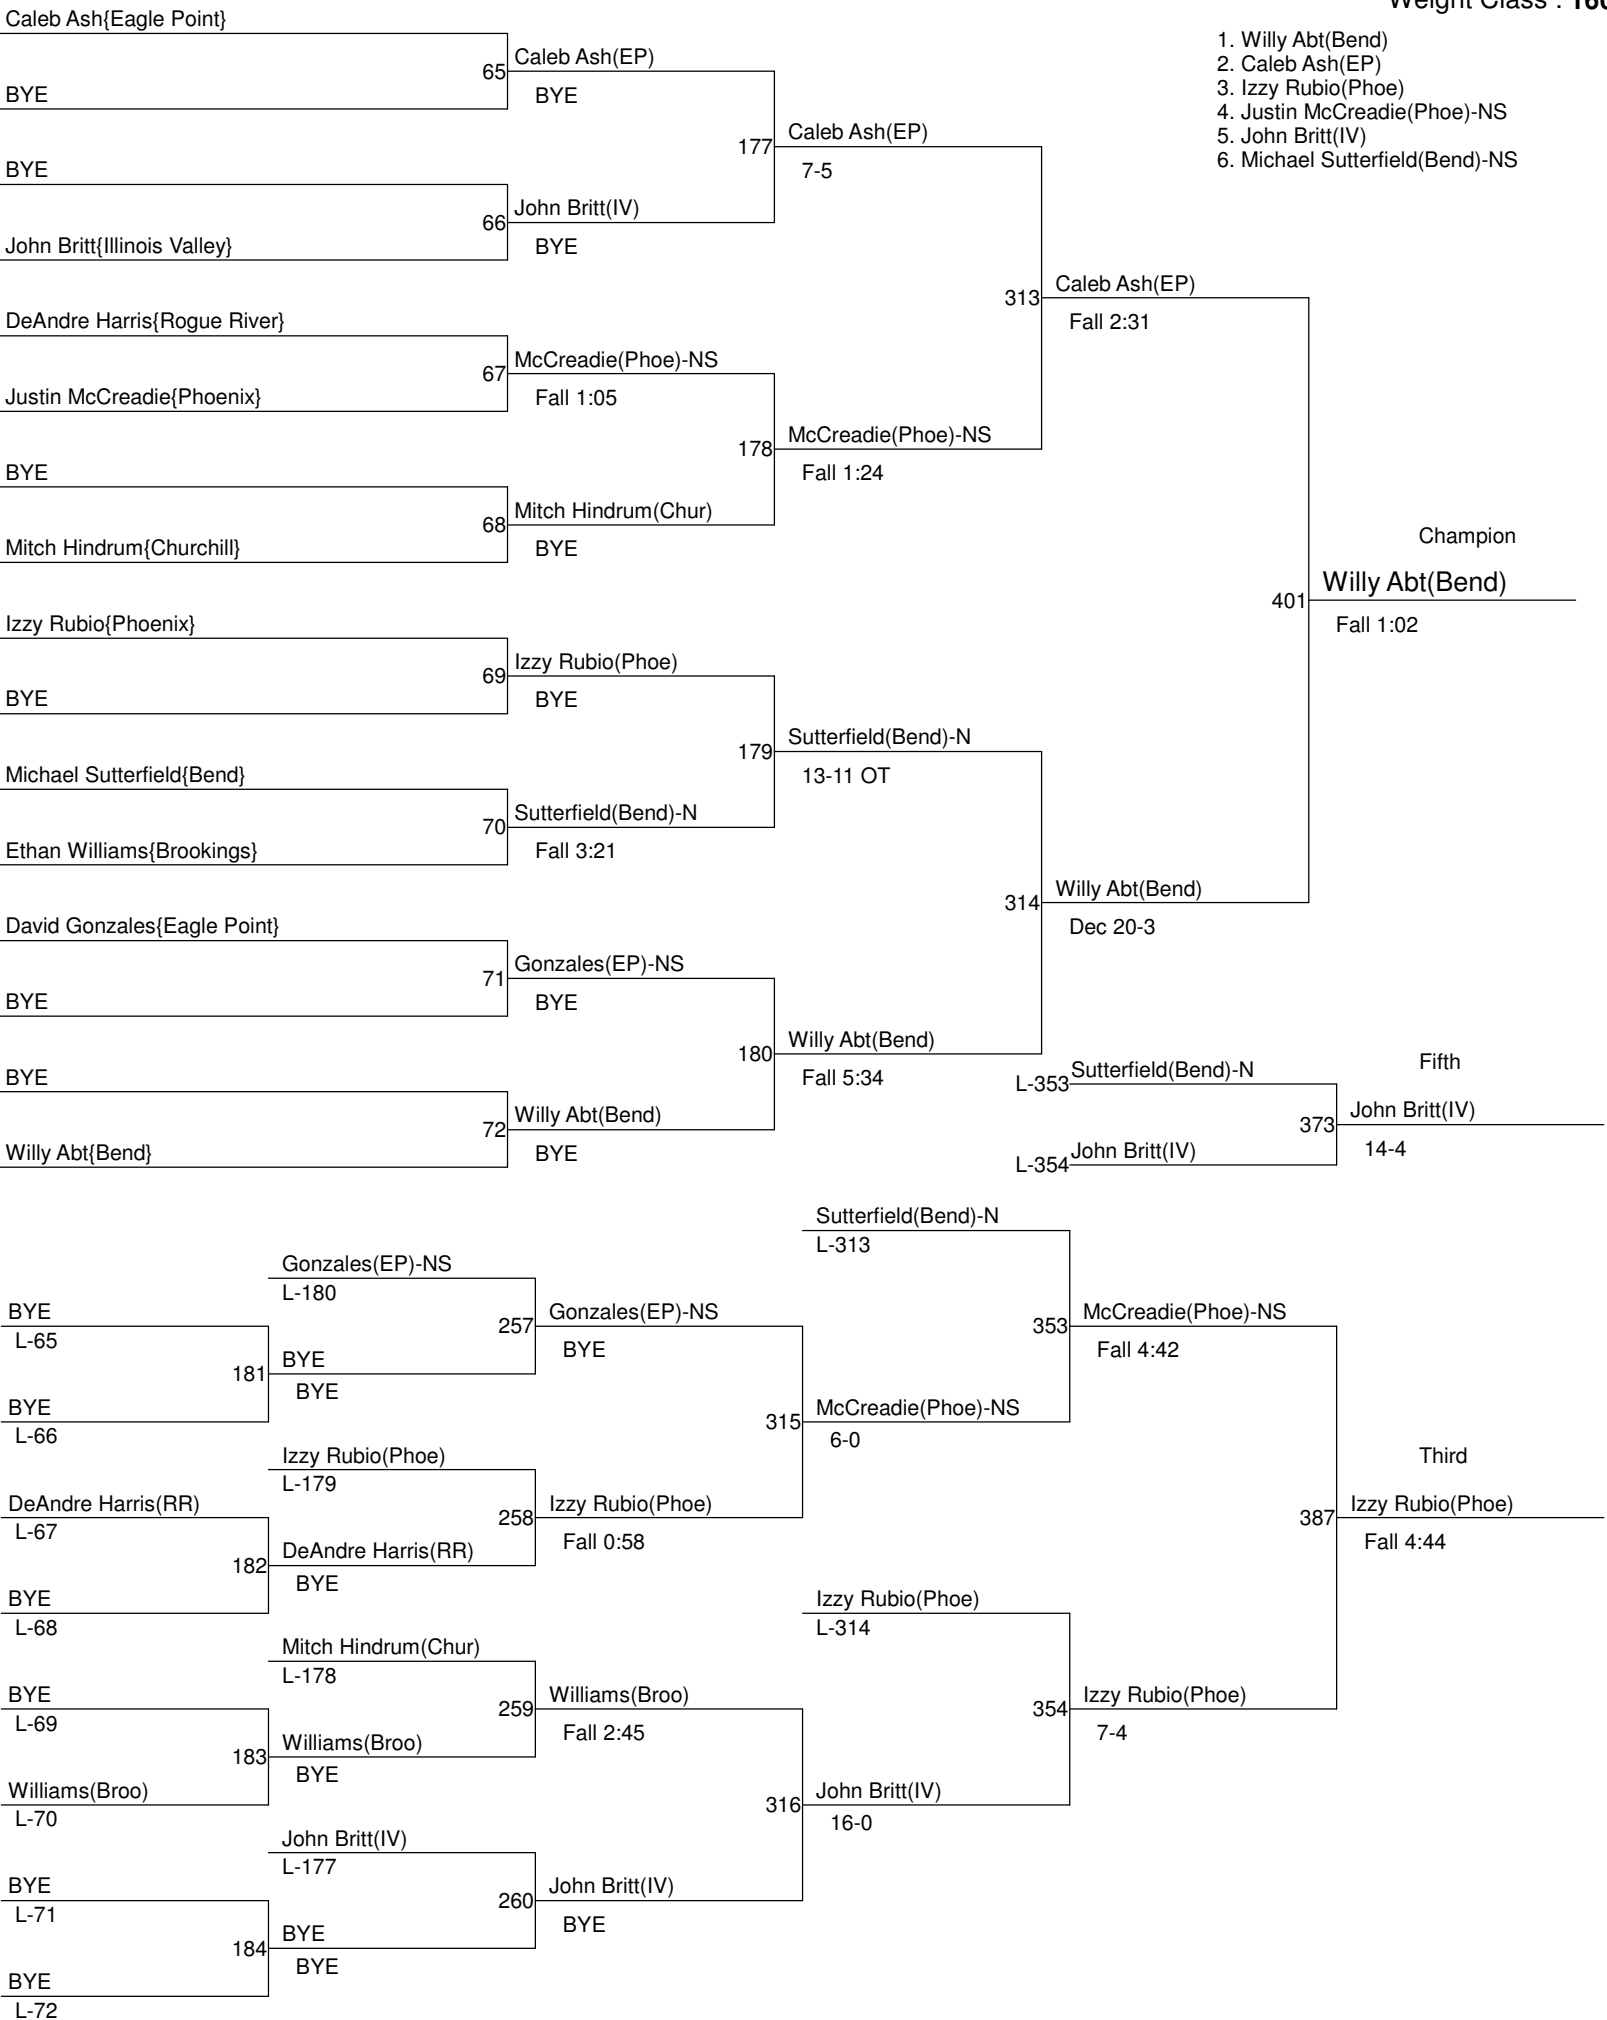 Weight Class :
1. Willy Abt(Bend)
2. Caleb Ash(EP)
3. Izzy Rubio(Phoe)
4. Justin McCreadie(Phoe)-NS
5. John Britt(IV)
6. Michael Sutterfield(Bend)-NS
Caleb Ash{Eagle Point}
65
BYE
Caleb Ash(EP)
BYE
BYE
66
John Britt{Illinois Valley}
John Britt(IV)
BYE
177
Caleb Ash(EP)
7-5
DeAndre Harris{Rogue River}
67
Justin McCreadie{Phoenix}
McCreadie(Phoe)-NS
Fall 1:05
BYE
68
Mitch Hindrum{Churchill}
Mitch Hindrum(Chur)
BYE
178
McCreadie(Phoe)-NS
Fall 1:24
313
Caleb Ash(EP)
Fall 2:31
Izzy Rubio{Phoenix}
69
BYE
Izzy Rubio(Phoe)
BYE
Michael Sutterfield{Bend}
70
Ethan Williams{Brookings}
Sutterfield(Bend)-N
Fall 3:21
179
Sutterfield(Bend)-N
13-11 OT
David Gonzales{Eagle Point}
71
BYE
Gonzales(EP)-NS
BYE
BYE
72
Willy Abt{Bend}
Willy Abt(Bend)
BYE
180
Willy Abt(Bend)
Fall 5:34
314
Willy Abt(Bend)
Dec 20-3
401
Champion
Willy Abt(Bend)
Fall 1:02
L-353
Sutterfield(Bend)-N
L-354
John Britt(IV)
373
Fifth
John Britt(IV)
14-4
BYE
L-65
BYE
L-66
181
Gonzales(EP)-NS
L-180
BYE
BYE
257
Gonzales(EP)-NS
BYE
DeAndre Harris(RR)
L-67
BYE
L-68
182
Izzy Rubio(Phoe)
L-179
DeAndre Harris(RR)
BYE
258
Izzy Rubio(Phoe)
Fall 0:58
315
Sutterfield(Bend)-N
L-313
McCreadie(Phoe)-NS
6-0
353
McCreadie(Phoe)-NS
Fall 4:42
BYE
L-69
Williams(Broo)
L-70
183
Mitch Hindrum(Chur)
L-178
Williams(Broo)
BYE
259
Williams(Broo)
Fall 2:45
BYE
L-71
BYE
L-72
184
John Britt(IV)
L-177
BYE
BYE
260
John Britt(IV)
BYE
316
Izzy Rubio(Phoe)
L-314
John Britt(IV)
16-0
354
Izzy Rubio(Phoe)
7-4
387
Third
Izzy Rubio(Phoe)
Fall 4:44